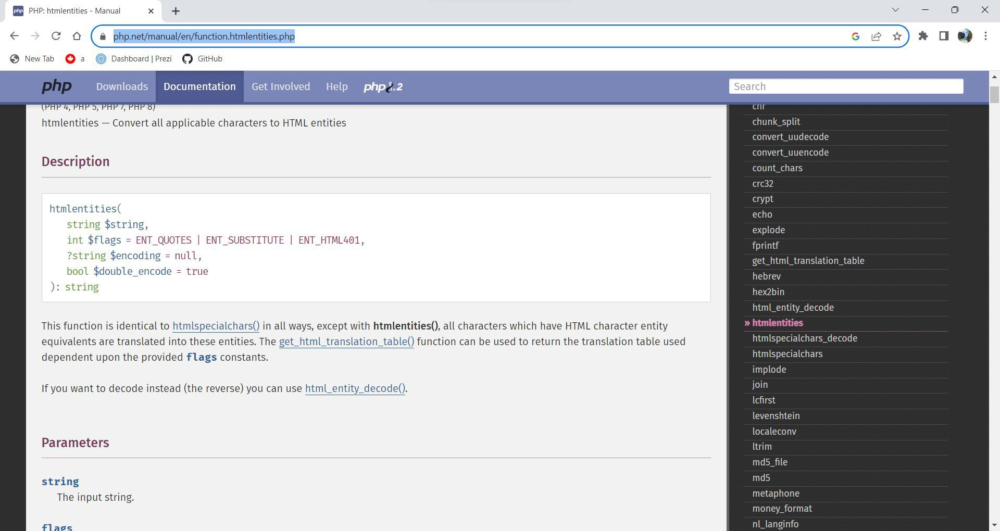 php PHP: htmlentities - Manual
php.net/manual/en/function.htmlentities.php
New Tab a Dashboard | Prezi GitHub
php Downloads Documentation Get Involved Help php8.2 Search
(PHP 4, PHP 5, PHP 7, PHP 8)
htmlentities — Convert all applicable characters to HTML entities
Description
htmlentities(
string $string,
int $flags = ENT_QUOTES | ENT_SUBSTITUTE | ENT_HTML401,
?string $encoding = null,
bool $double_encode = true
): string
This function is identical to htmlspecialchars() in all ways, except with htmlentities(), all characters which have HTML character entity
equivalents are translated into these entities. The get_html_translation_table() function can be used to return the translation table used
dependent upon the provided flags constants.
If you want to decode instead (the reverse) you can use html_entity_decode().
Parameters
string
The input string.
flags
chr
chunk_split
convert_uudecode
convert_uuencode
count_chars
crc32
crypt
echo
explode
fprintf
get_html_translation_table
hebrev
hex2bin
html_entity_decode
» htmlentities
htmlspecialchars_decode
htmlspecialchars
implode
join
lcfirst
levenshtein
localeconv
ltrim
md5_file
md5
metaphone
money_format
nl_langinfo